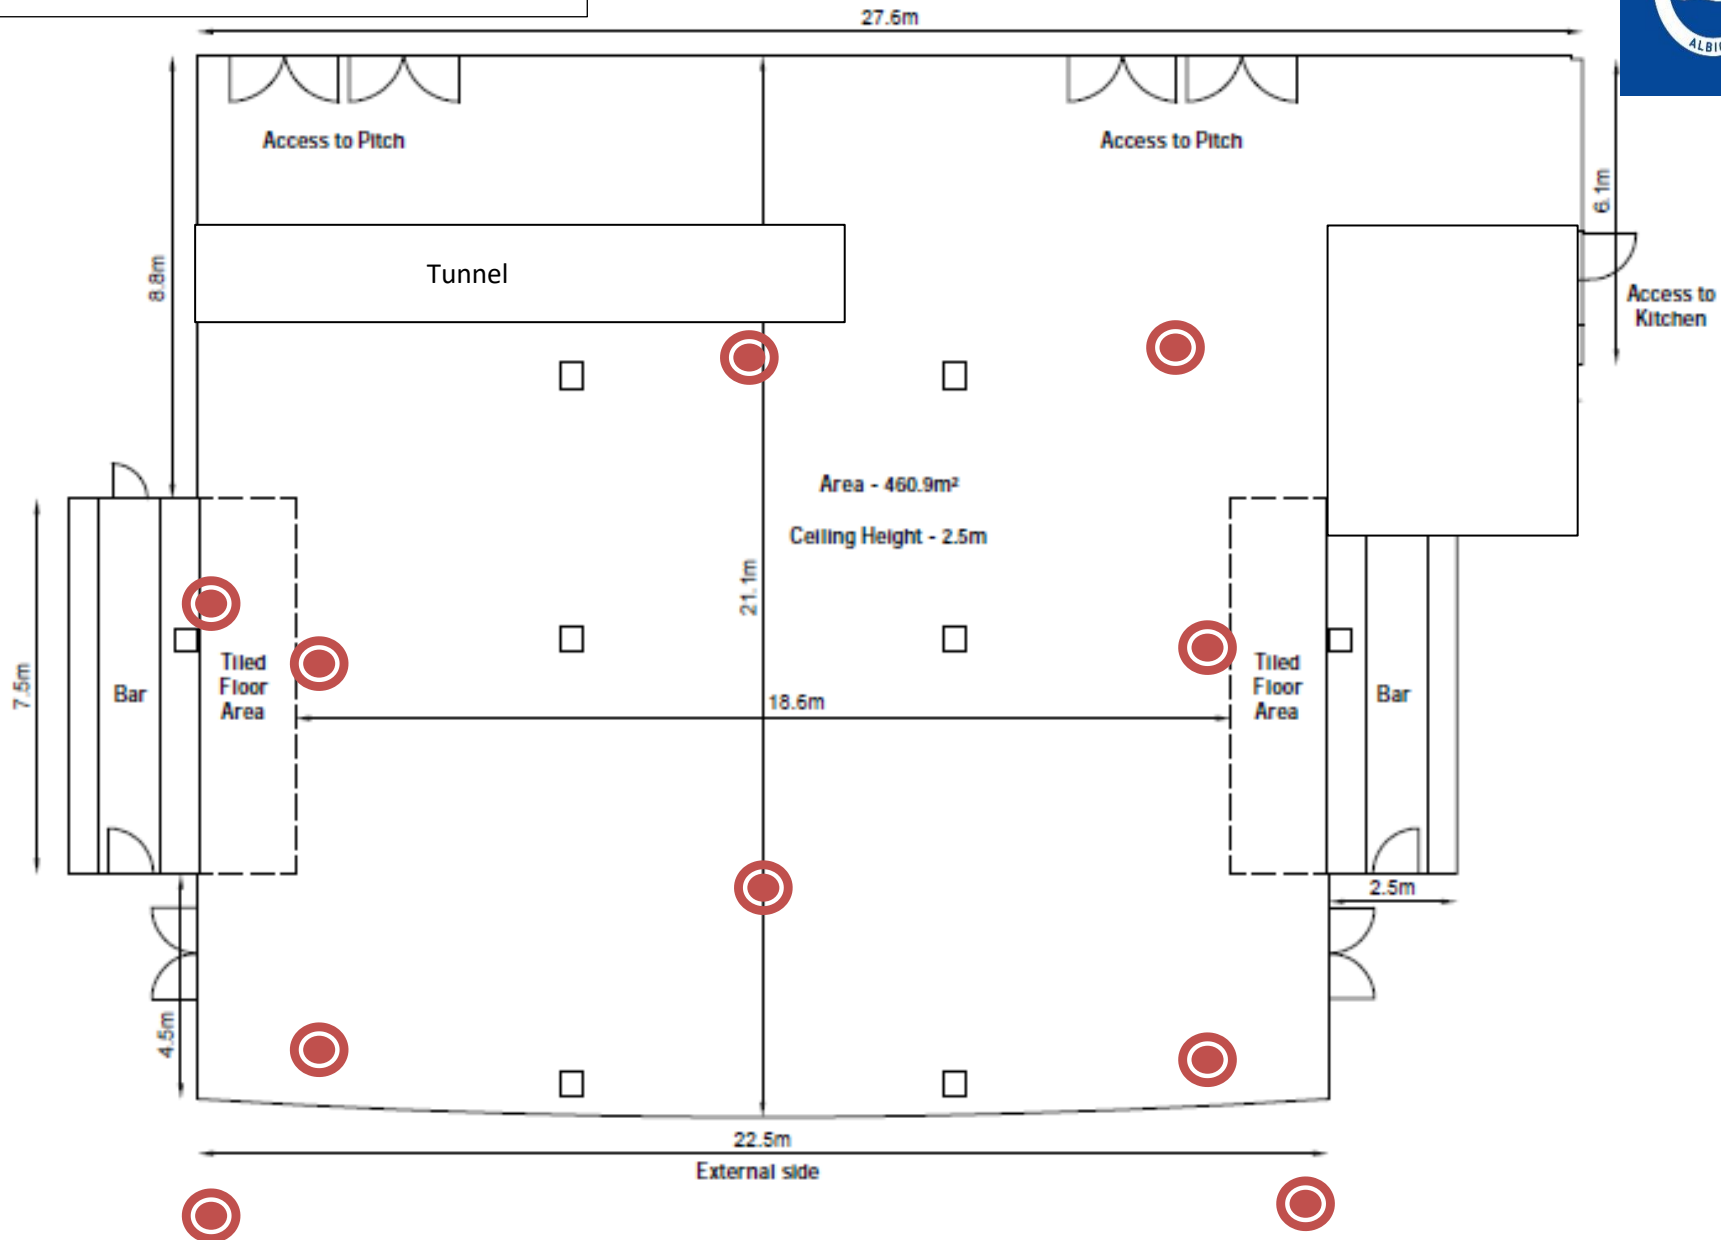 27.6m
Access to Pitch
Access to Pitch
6.1m
8.8m
Tunnel
Access to
Kitchen
Area - 460.9m²
Ceiling Height - 2.5m
21.1m
7.5m
Bar
Tiled
Floor
Area
18.6m
Tiled
Floor
Area
Bar
2.5m
4.5m
22.5m
External side